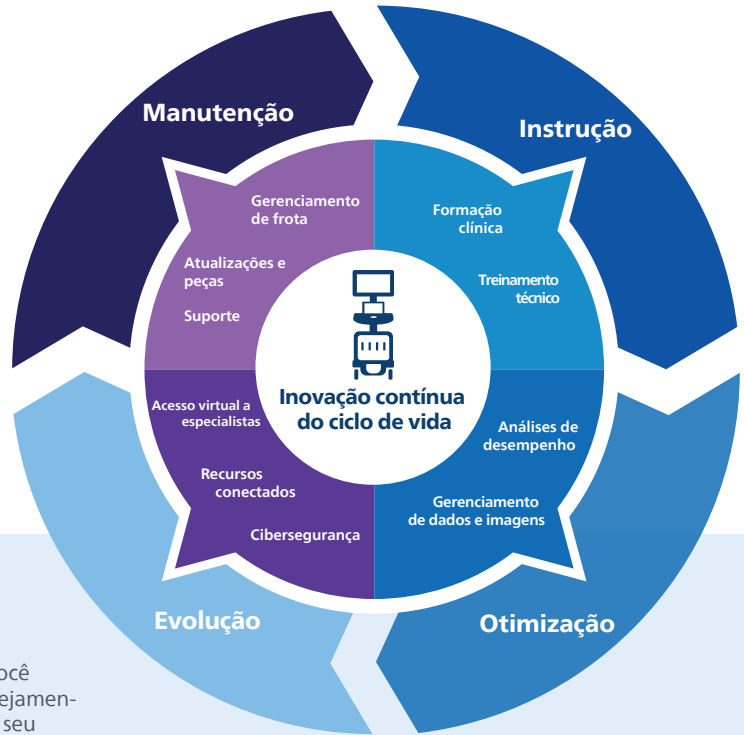 Manutenção
Instrução
Gerenciamento
de frota
Atualizações e
peças
Suporte
Formação
clínica
Treinamento
técnico
Inovação contínua
do ciclo de vida
Acesso virtual a
especialistas
Recursos
conectados
Cibersegurança
Análises de
desempenho
Gerenciamento
de dados e imagens
Evolução
Otimização
seu